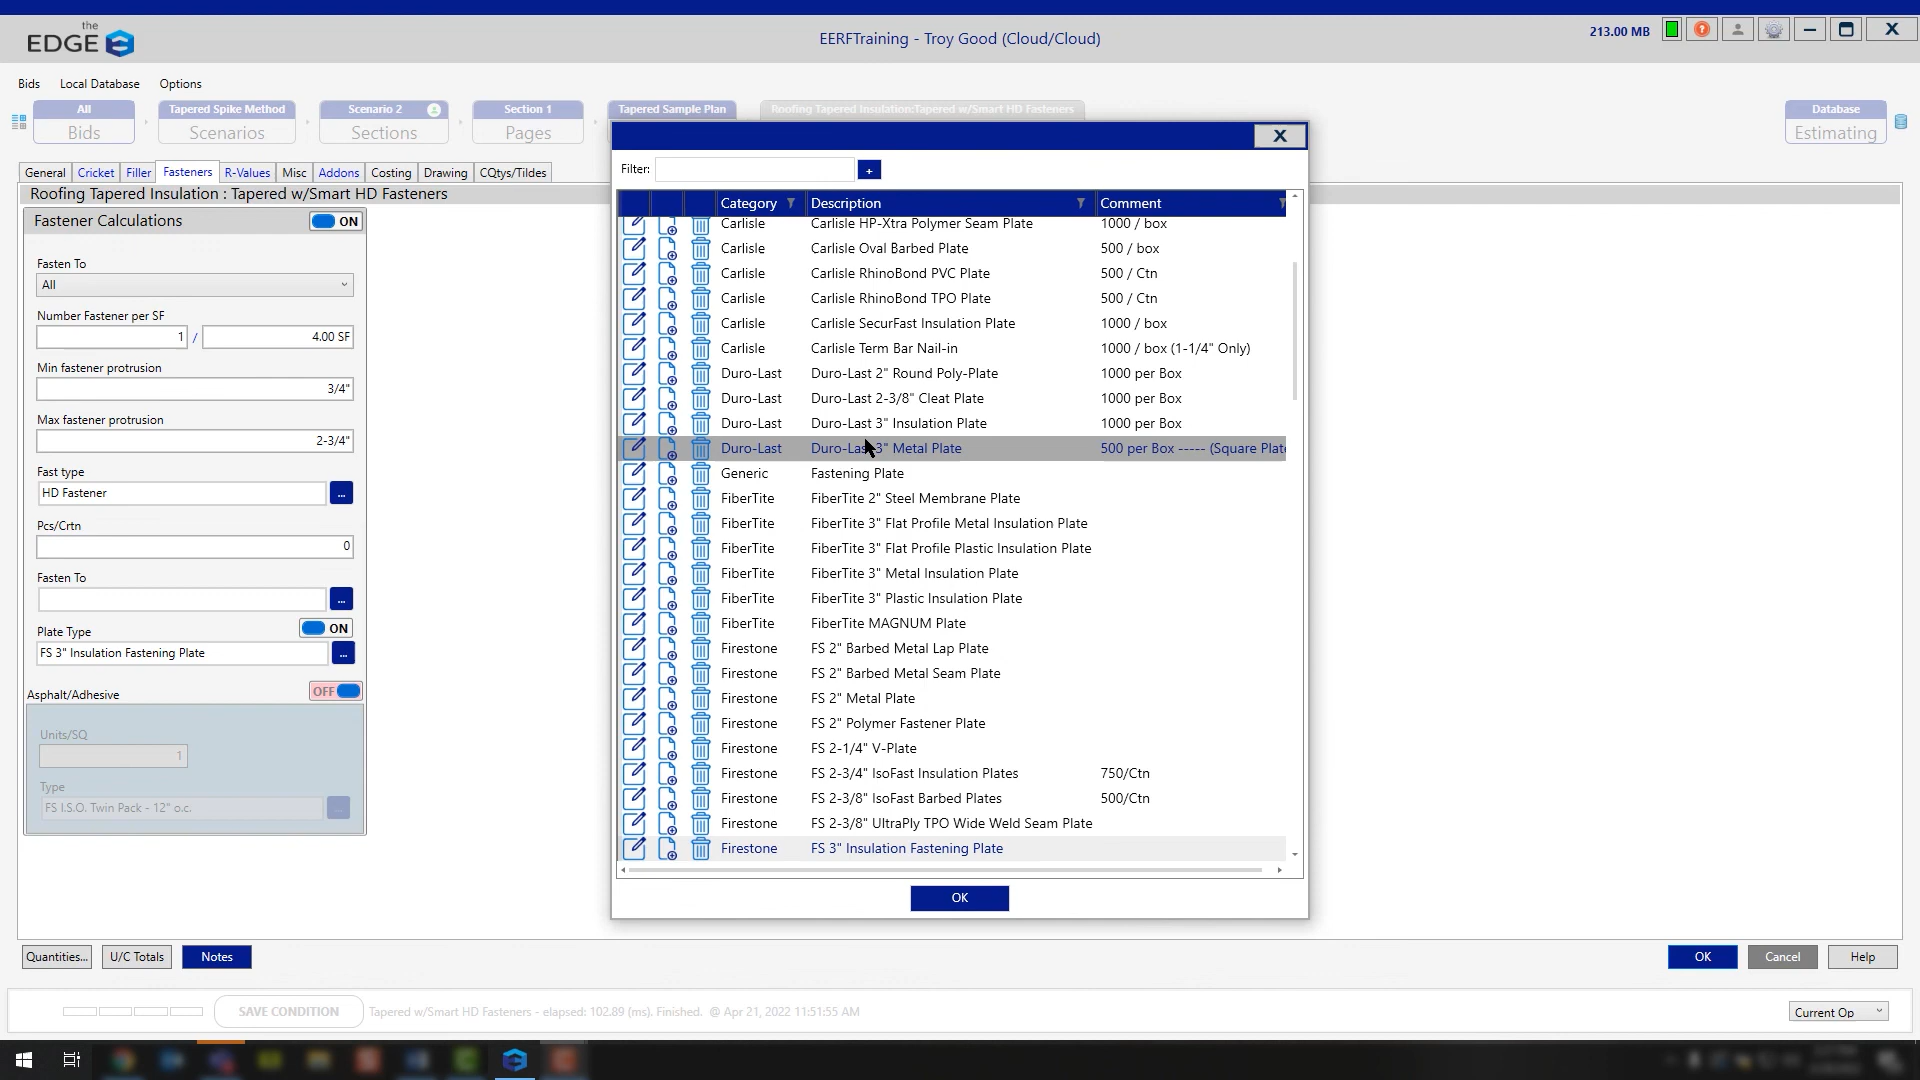 the
EDGE
EERFTraining - Troy Good (Cloud/Cloud)
213.00 MB
Bids Local Database Options
All
Bids
Tapered Spike Method
Scenarios
Scenario 2
Sections
Section 1
Pages
Tapered Sample Plan
Roofing Tapered Insulation:Tapered w/Smart HD Fasteners
Database
Estimating
General Cricket Filler Fasteners R-Values Misc Addons Costing Drawing CQtys/Tildes
Roofing Tapered Insulation : Tapered w/Smart HD Fasteners
Fastener Calculations ON
Fasten To
All
Number Fastener per SF
1 / 4.00 SF
Min fastener protrusion
3/4"
Max fastener protrusion
2-3/4"
Fast type
HD Fastener ...
Pcs/Crtn
0
Fasten To
...
Plate Type ON
FS 3" Insulation Fastening Plate ...
Asphalt/Adhesive OFF
Units/SQ
1
Type
FS I.S.O. Twin Pack - 12" o.c. ...
X
Filter: +
Category Description Comment
Carlisle Carlisle HP-Xtra Polymer Seam Plate 1000 / box
Carlisle Carlisle Oval Barbed Plate 500 / box
Carlisle Carlisle RhinoBond PVC Plate 500 / Ctn
Carlisle Carlisle RhinoBond TPO Plate 500 / Ctn
Carlisle Carlisle SecurFast Insulation Plate 1000 / box
Carlisle Carlisle Term Bar Nail-in 1000 / box (1-1/4" Only)
Duro-Last Duro-Last 2" Round Poly-Plate 1000 per Box
Duro-Last Duro-Last 2-3/8" Cleat Plate 1000 per Box
Duro-Last Duro-Last 3" Insulation Plate 1000 per Box
Duro-Last Duro-Last 3" Metal Plate 500 per Box ----- (Square Plate
Generic Fastening Plate
FiberTite FiberTite 2" Steel Membrane Plate
FiberTite FiberTite 3" Flat Profile Metal Insulation Plate
FiberTite FiberTite 3" Flat Profile Plastic Insulation Plate
FiberTite FiberTite 3" Metal Insulation Plate
FiberTite FiberTite 3" Plastic Insulation Plate
FiberTite FiberTite MAGNUM Plate
Firestone FS 2" Barbed Metal Lap Plate
Firestone FS 2" Barbed Metal Seam Plate
Firestone FS 2" Metal Plate
Firestone FS 2" Polymer Fastener Plate
Firestone FS 2-1/4" V-Plate
Firestone FS 2-3/4" IsoFast Insulation Plates 750/Ctn
Firestone FS 2-3/8" IsoFast Barbed Plates 500/Ctn
Firestone FS 2-3/8" UltraPly TPO Wide Weld Seam Plate
Firestone FS 3" Insulation Fastening Plate
OK
Quantities... U/C Totals Notes OK Cancel Help
SAVE CONDITION Tapered w/Smart HD Fasteners - elapsed: 102.89 (ms). Finished. @ Apr 21, 2022 11:51:55 AM Current Op